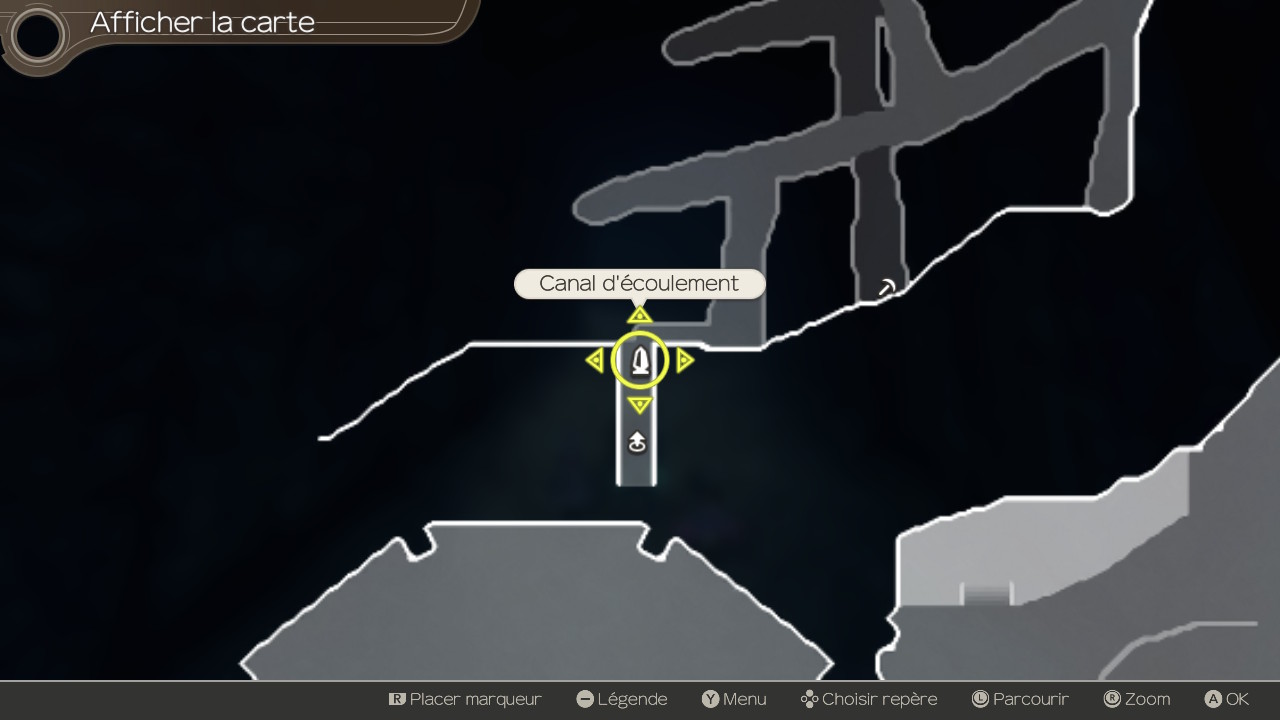 Afficher la carte
Canal d'écoulement
R Placer marqueur Légende Y Menu Choisir repère L Parcourir R Zoom A OK